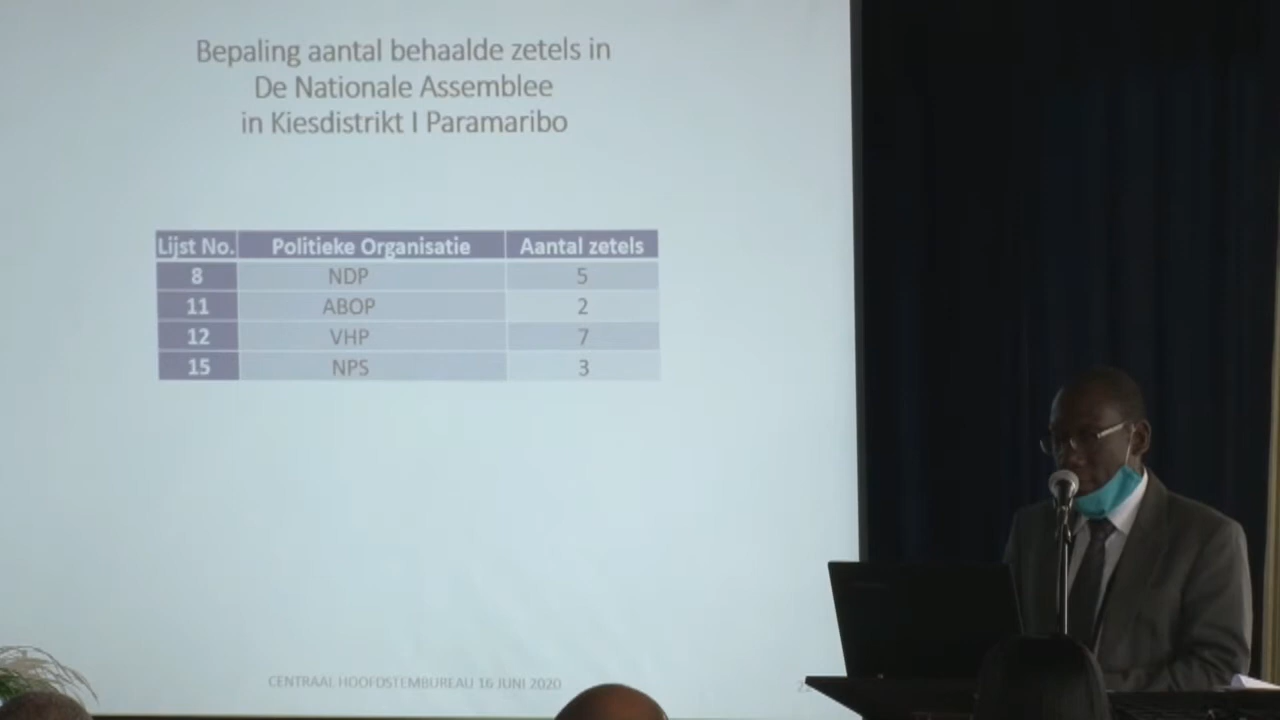 Bepaling aantal behaalde zetels in
De Nationale Assemblee
in Kiesdistrikt I Paramaribo
Lijst No. Politieke Organisatie Aantal zetels
8 NDP 5
11 ABOP 2
12 VHP 7
15 NPS 3
CENTRAAL HOOFDSTEMBUREAU 16 JUNI 2020